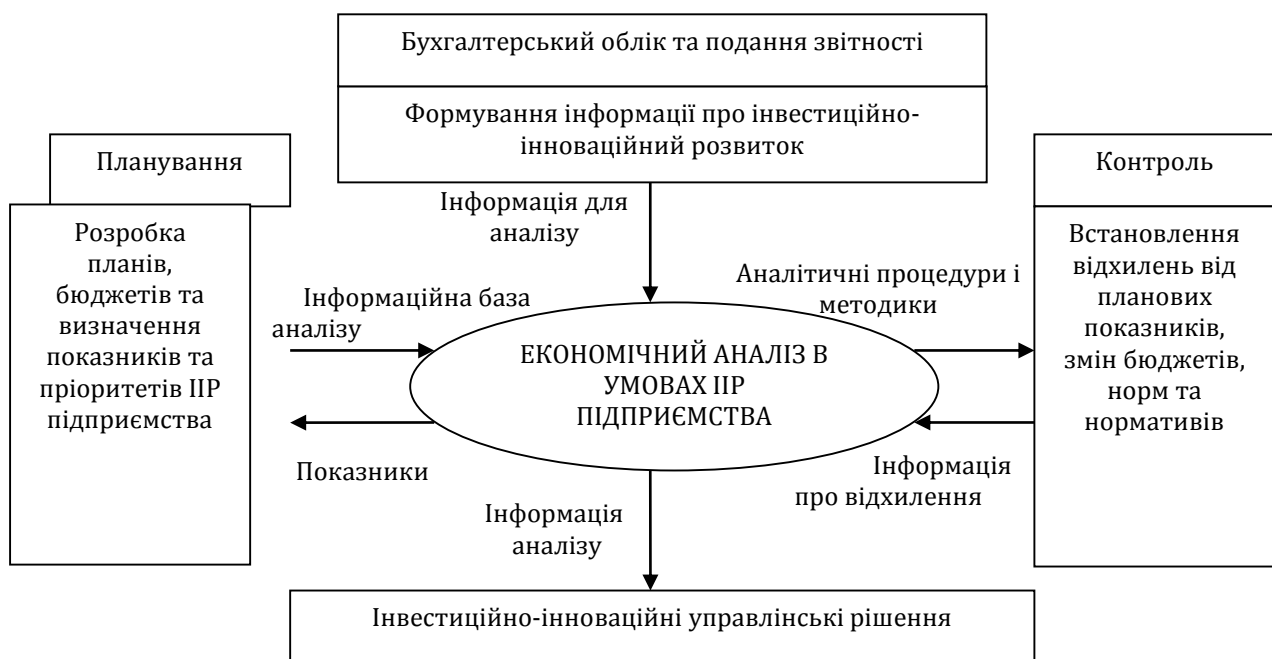 Бухгалтерський облік та подання звітності
Формування інформації про інвестиційно-
інноваційний розвиток
Планування
Контроль
Розробка
планів,
бюджетів та
визначення
показників та
пріоритетів ІІР
підприємства
Інформація для
аналізу
Інформаційна база
аналізу
Аналітичні процедури і
методики
Встановлення
відхилень від
планових
показників,
змін бюджетів,
норм та
нормативів
ЕКОНОМІЧНИЙ АНАЛІЗ В
УМОВАХ ІІР
ПІДПРИЄМСТВА
Показники
Інформація
про відхилення
Інформація
аналізу
Інвестиційно-інноваційні управлінські рішення